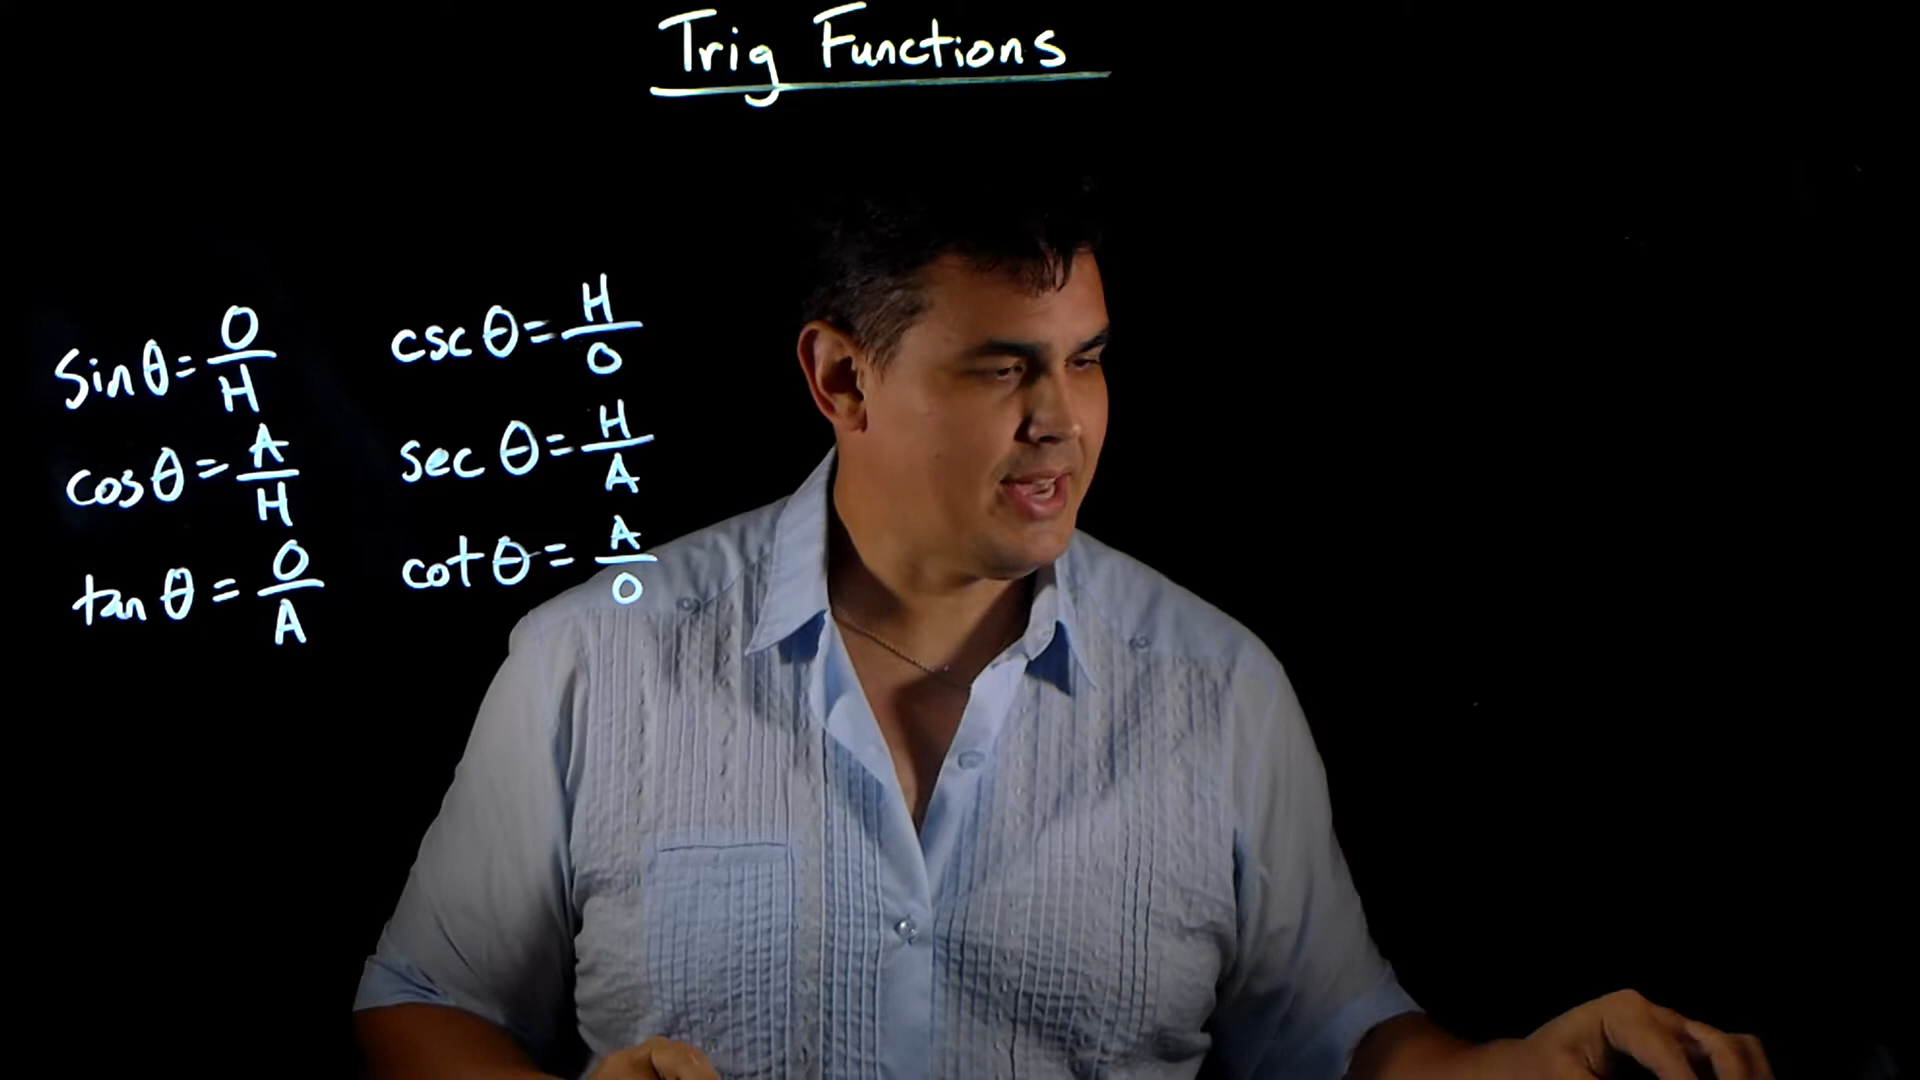 Trig Functions
sin θ = O/H
csc θ = H/O
cos θ = A/H
sec θ = H/A
tan θ = O/A
cot θ = A/O